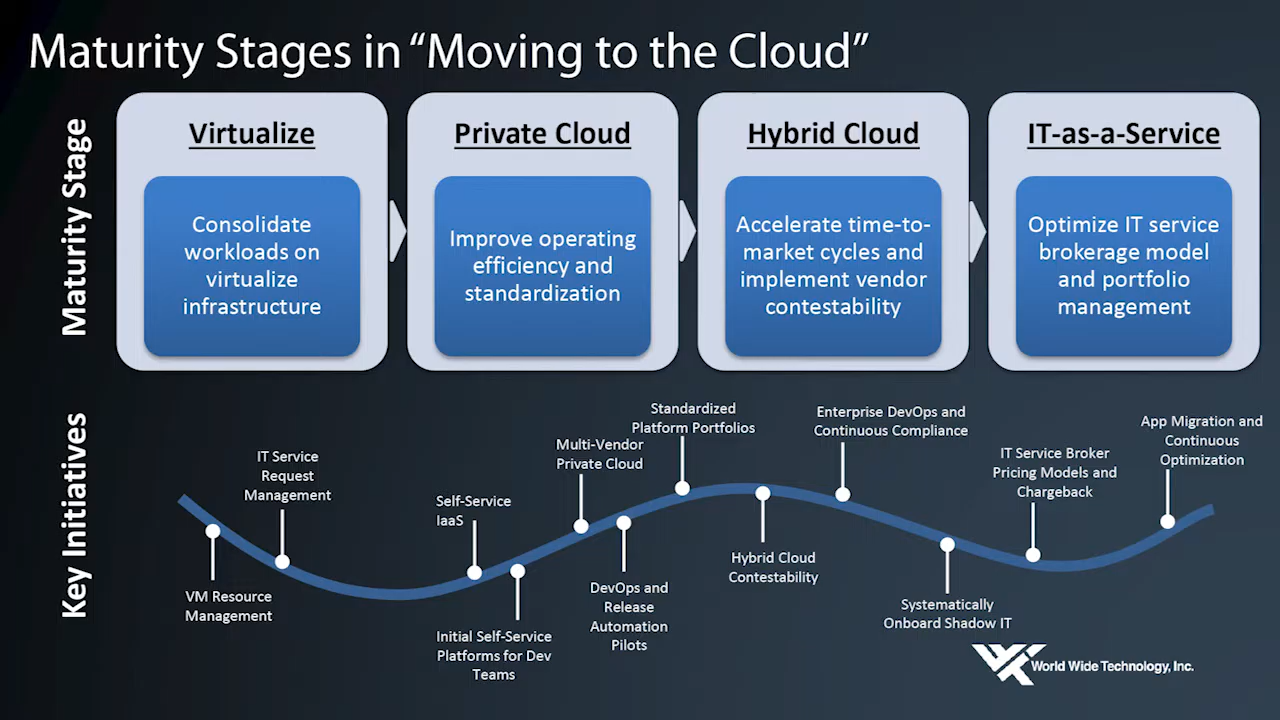 Maturity Stages in “Moving to the Cloud”
Maturity Stage
Virtualize
Consolidate
workloads on
virtualize
infrastructure
Private Cloud
Improve operating
efficiency and
standardization
Hybrid Cloud
Accelerate time-to-
market cycles and
implement vendor
contestability
IT-as-a-Service
Optimize IT service
brokerage model
and portfolio
management
Key Initiatives
VM Resource
Management
IT Service
Request
Management
Self-Service
IaaS
Initial Self-Service
Platforms for Dev
Teams
Multi-Vendor
Private Cloud
DevOps and
Release
Automation
Pilots
Standardized
Platform Portfolios
Hybrid Cloud
Contestability
Enterprise DevOps and
Continuous Compliance
Systematically
Onboard Shadow IT
IT Service Broker
Pricing Models and
Chargeback
App Migration and
Continuous
Optimization
World Wide Technology, Inc.